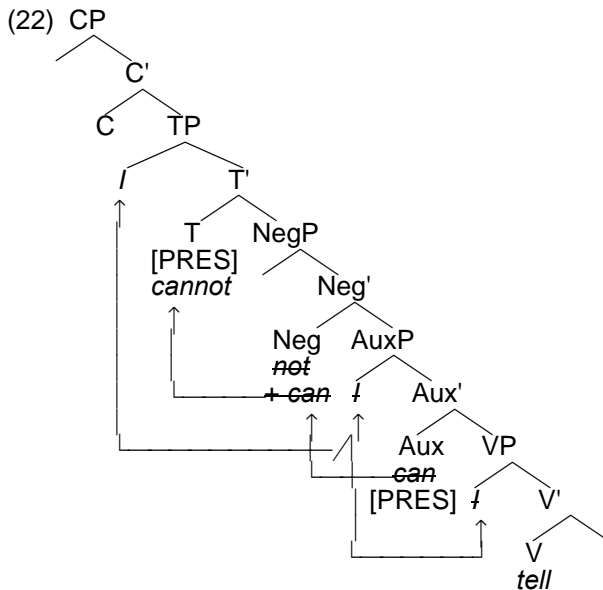 (22) CP
C'
C TP
I T'
T NegP
[PRES]
cannot Neg'
Neg AuxP
not
+ can I Aux'
Aux VP
can
[PRES] I V'
V
tell